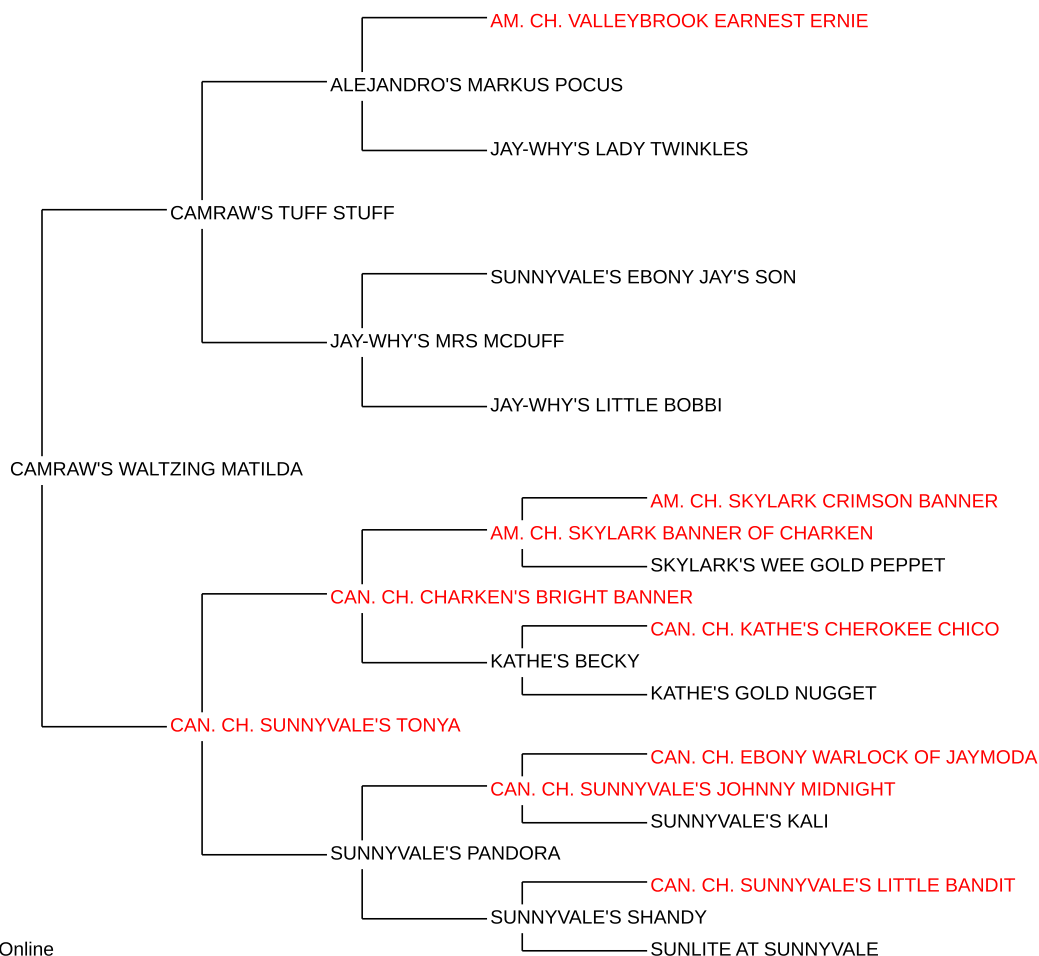 AM. CH. VALLEYBROOK EARNEST ERNIE
ALEJANDRO'S MARKUS POCUS
JAY-WHY'S LADY TWINKLES
CAMRAW'S TUFF STUFF
SUNNYVALE'S EBONY JAY'S SON
JAY-WHY'S MRS MCDUFF
JAY-WHY'S LITTLE BOBBI
CAMRAW'S WALTZING MATILDA
AM. CH. SKYLARK CRIMSON BANNER
AM. CH. SKYLARK BANNER OF CHARKEN
SKYLARK'S WEE GOLD PEPPET
CAN. CH. CHARKEN'S BRIGHT BANNER
CAN. CH. KATHE'S CHEROKEE CHICO
KATHE'S BECKY
KATHE'S GOLD NUGGET
CAN. CH. SUNNYVALE'S TONYA
CAN. CH. EBONY WARLOCK OF JAYMODA
CAN. CH. SUNNYVALE'S JOHNNY MIDNIGHT
SUNNYVALE'S KALI
SUNNYVALE'S PANDORA
CAN. CH. SUNNYVALE'S LITTLE BANDIT
SUNNYVALE'S SHANDY
SUNLITE AT SUNNYVALE
Online